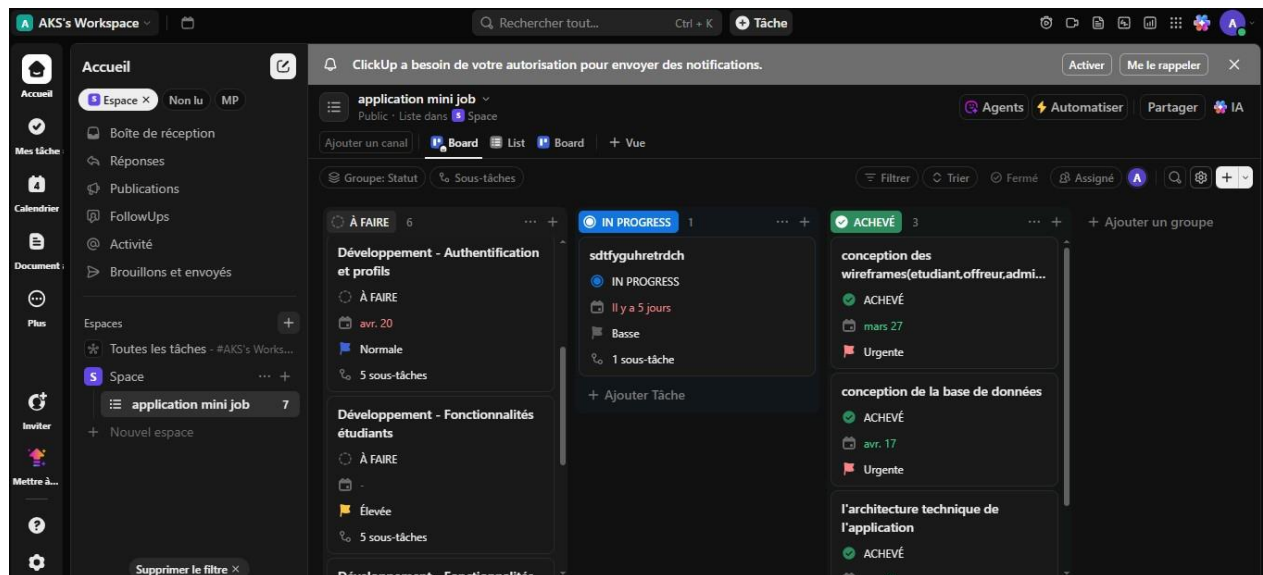 A AKS's Workspace
Rechercher tout... Ctrl + K
Tâche
A
Accueil
Mes tâche
4
Calendrier
Document
Plus
Inviter
Mettre à...
Accueil
S Espace × Non lu MP
Boîte de réception
Réponses
Publications
FollowUps
Activité
Brouillons et envoyés
Espaces +
Toutes les tâches - #AKS's Works...
S Space ... +
application mini job 7
+ Nouvel espace
Supprimer le filtre ×
ClickUp a besoin de votre autorisation pour envoyer des notifications.
Activer Me le rappeler ×
application mini job
Public · Liste dans S Space
Agents Automatiser Partager IA
Ajouter un canal Board List Board + Vue
Groupe: Statut Sous-tâches
Filtrer Trier Fermé Assigné A +
À FAIRE 6 ... +
Développement - Authentification
et profils
À FAIRE
avr. 20
Normale
5 sous-tâches
Développement - Fonctionnalités
étudiants
À FAIRE
-
Élevée
5 sous-tâches
Développement - Fonctionnalités
IN PROGRESS 1 ... +
sdtfyguhretrdch
IN PROGRESS
Il y a 5 jours
Basse
1 sous-tâche
+ Ajouter Tâche
ACHEVÉ 3 ... +
conception des
wireframes(etudiant,offreur,admi...
ACHEVÉ
mars 27
Urgente
conception de la base de données
ACHEVÉ
avr. 17
Urgente
l'architecture technique de
l'application
ACHEVÉ
+ Ajouter un groupe